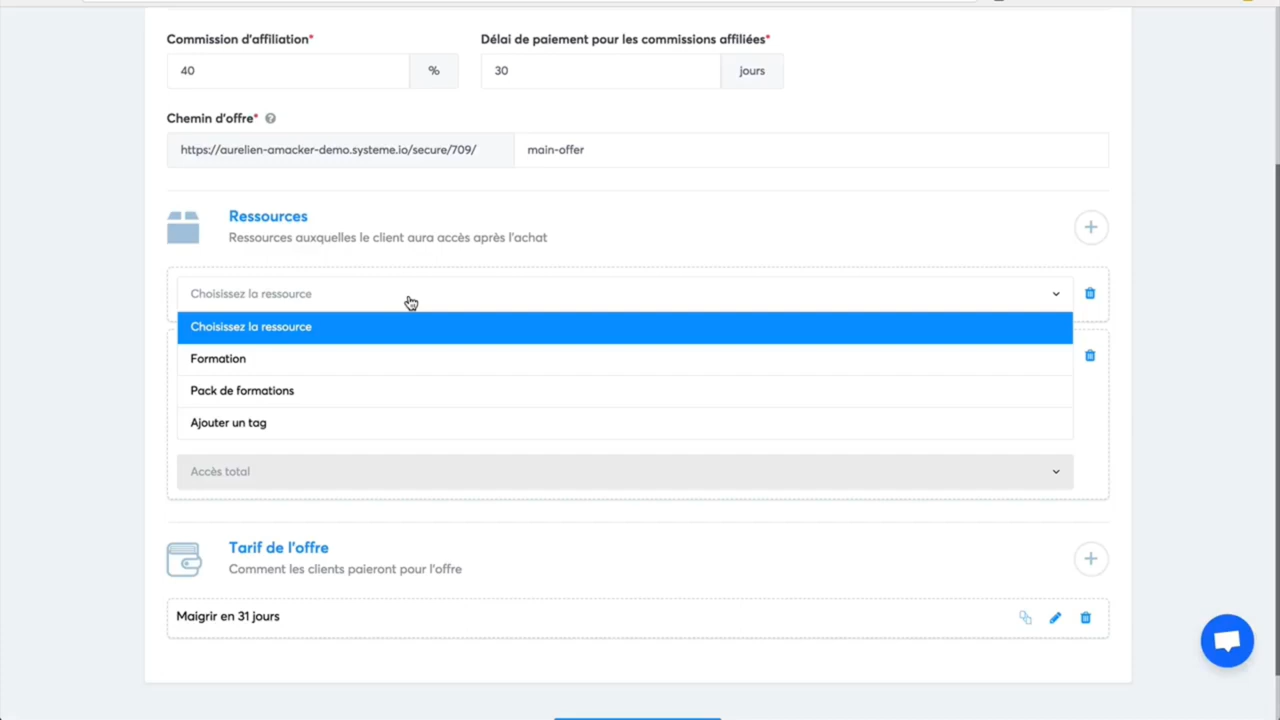 Commission d'affiliation*
Délai de paiement pour les commissions affiliées*
40 %
30 jours
Chemin d'offre*
https://aurelien-amacker-demo.systeme.io/secure/709/ main-offer
Ressources
Ressources auxquelles le client aura accès après l'achat
Choisissez la ressource
Choisissez la ressource
Formation
Pack de formations
Ajouter un tag
Accès total
Tarif de l'offre
Comment les clients paieront pour l'offre
Maigrir en 31 jours